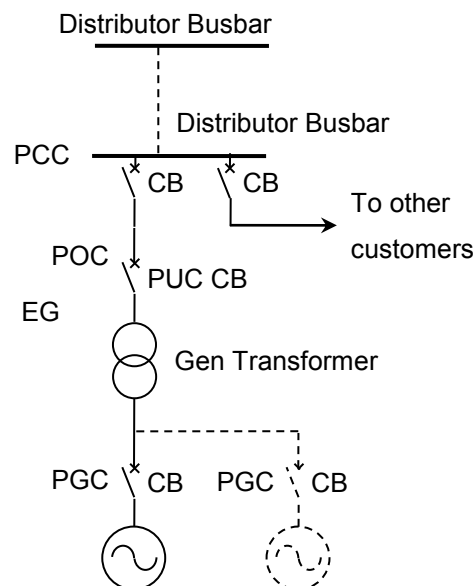 Distributor Busbar
Distributor Busbar
PCC
CB
CB
To other
customers
POC
PUC CB
EG
Gen Transformer
PGC
CB
PGC
CB